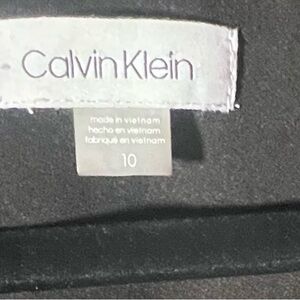 Calvin Klein
made in vietnam
hecho en vietnam
fabriqué en vietnam
10